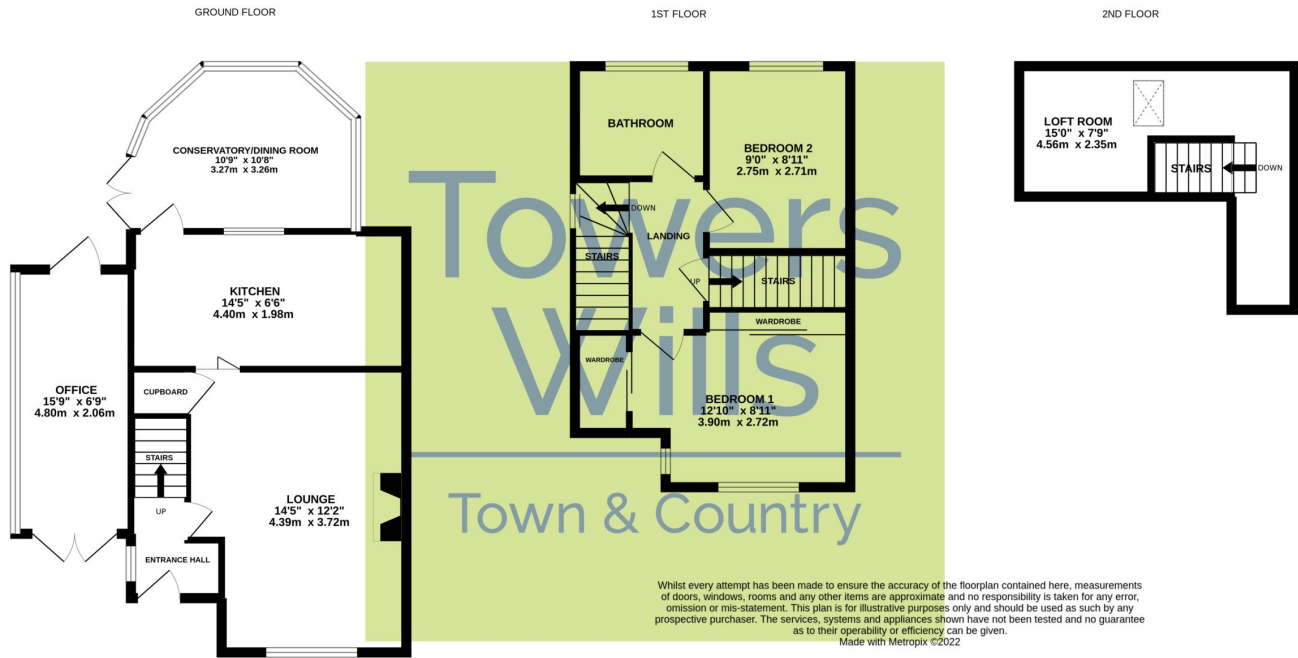 GROUND FLOOR
CONSERVATORY/DINING ROOM
10'9" x 10'8"
3.27m x 3.26m
KITCHEN
14'5" x 6'6"
4.40m x 1.98m
OFFICE
15'9" x 6'9"
4.80m x 2.06m
CUPBOARD
STAIRS
UP
LOUNGE
14'5" x 12'2"
4.39m x 3.72m
ENTRANCE HALL
1ST FLOOR
BATHROOM
BEDROOM 2
9'0" x 8'11"
2.75m x 2.71m
DOWN
LANDING
STAIRS
UP
STAIRS
WARDROBE
WARDROBE
BEDROOM 1
12'10" x 8'11"
3.90m x 2.72m
2ND FLOOR
LOFT ROOM
15'0" x 7'9"
4.56m x 2.35m
STAIRS
DOWN
Towers
Wills
Town & Country
Whilst every attempt has been made to ensure the accuracy of the floorplan contained here, measurements
of doors, windows, rooms and any other items are approximate and no responsibility is taken for any error,
omission or mis-statement. This plan is for illustrative purposes only and should be used as such by any
prospective purchaser. The services, systems and appliances shown have not been tested and no guarantee
as to their operability or efficiency can be given.
Made with Metropix ©2022